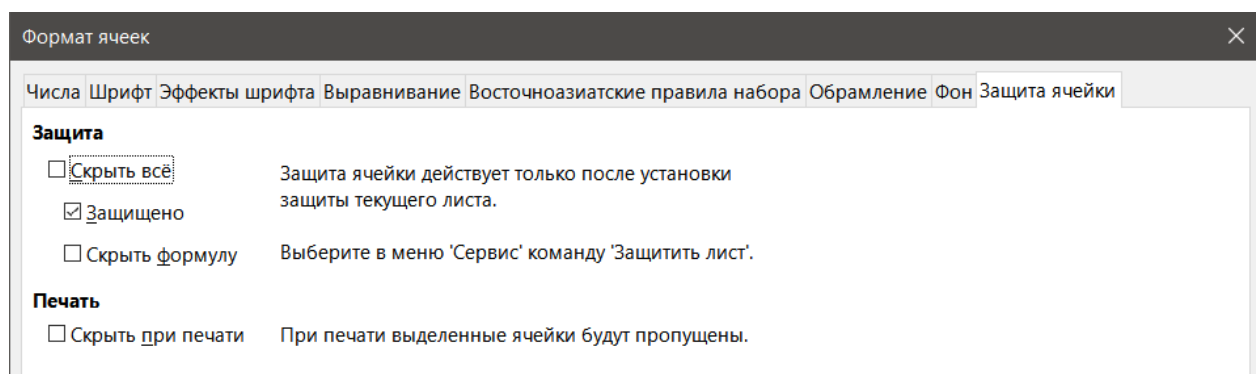 Формат ячеек
Числа Шрифт Эффекты шрифта Выравнивание Восточноазиатские правила набора Обрамление Фон Защита ячейки
Защита
Скрыть всё
Защита ячейки действует только после установки
защиты текущего листа.
Защищено
Скрыть формулу
Выберите в меню 'Сервис' команду 'Защитить лист'.
Печать
Скрыть при печати
При печати выделенные ячейки будут пропущены.